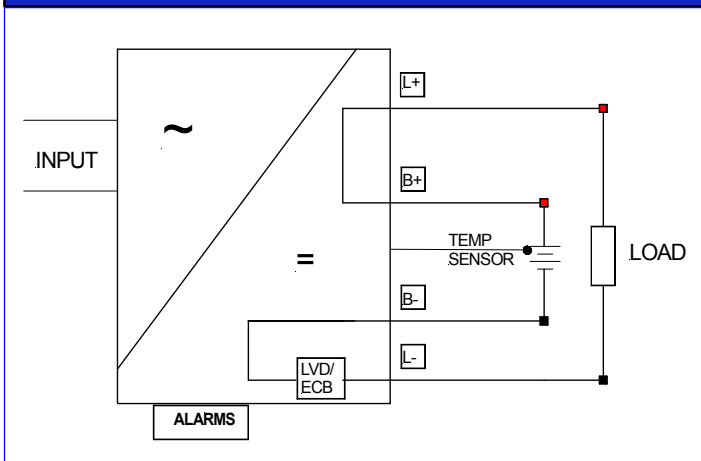 L+
~
INPUT
B+
TEMP
SENSOR
LOAD
=
B-
L-
LVD/
ECB
ALARMS